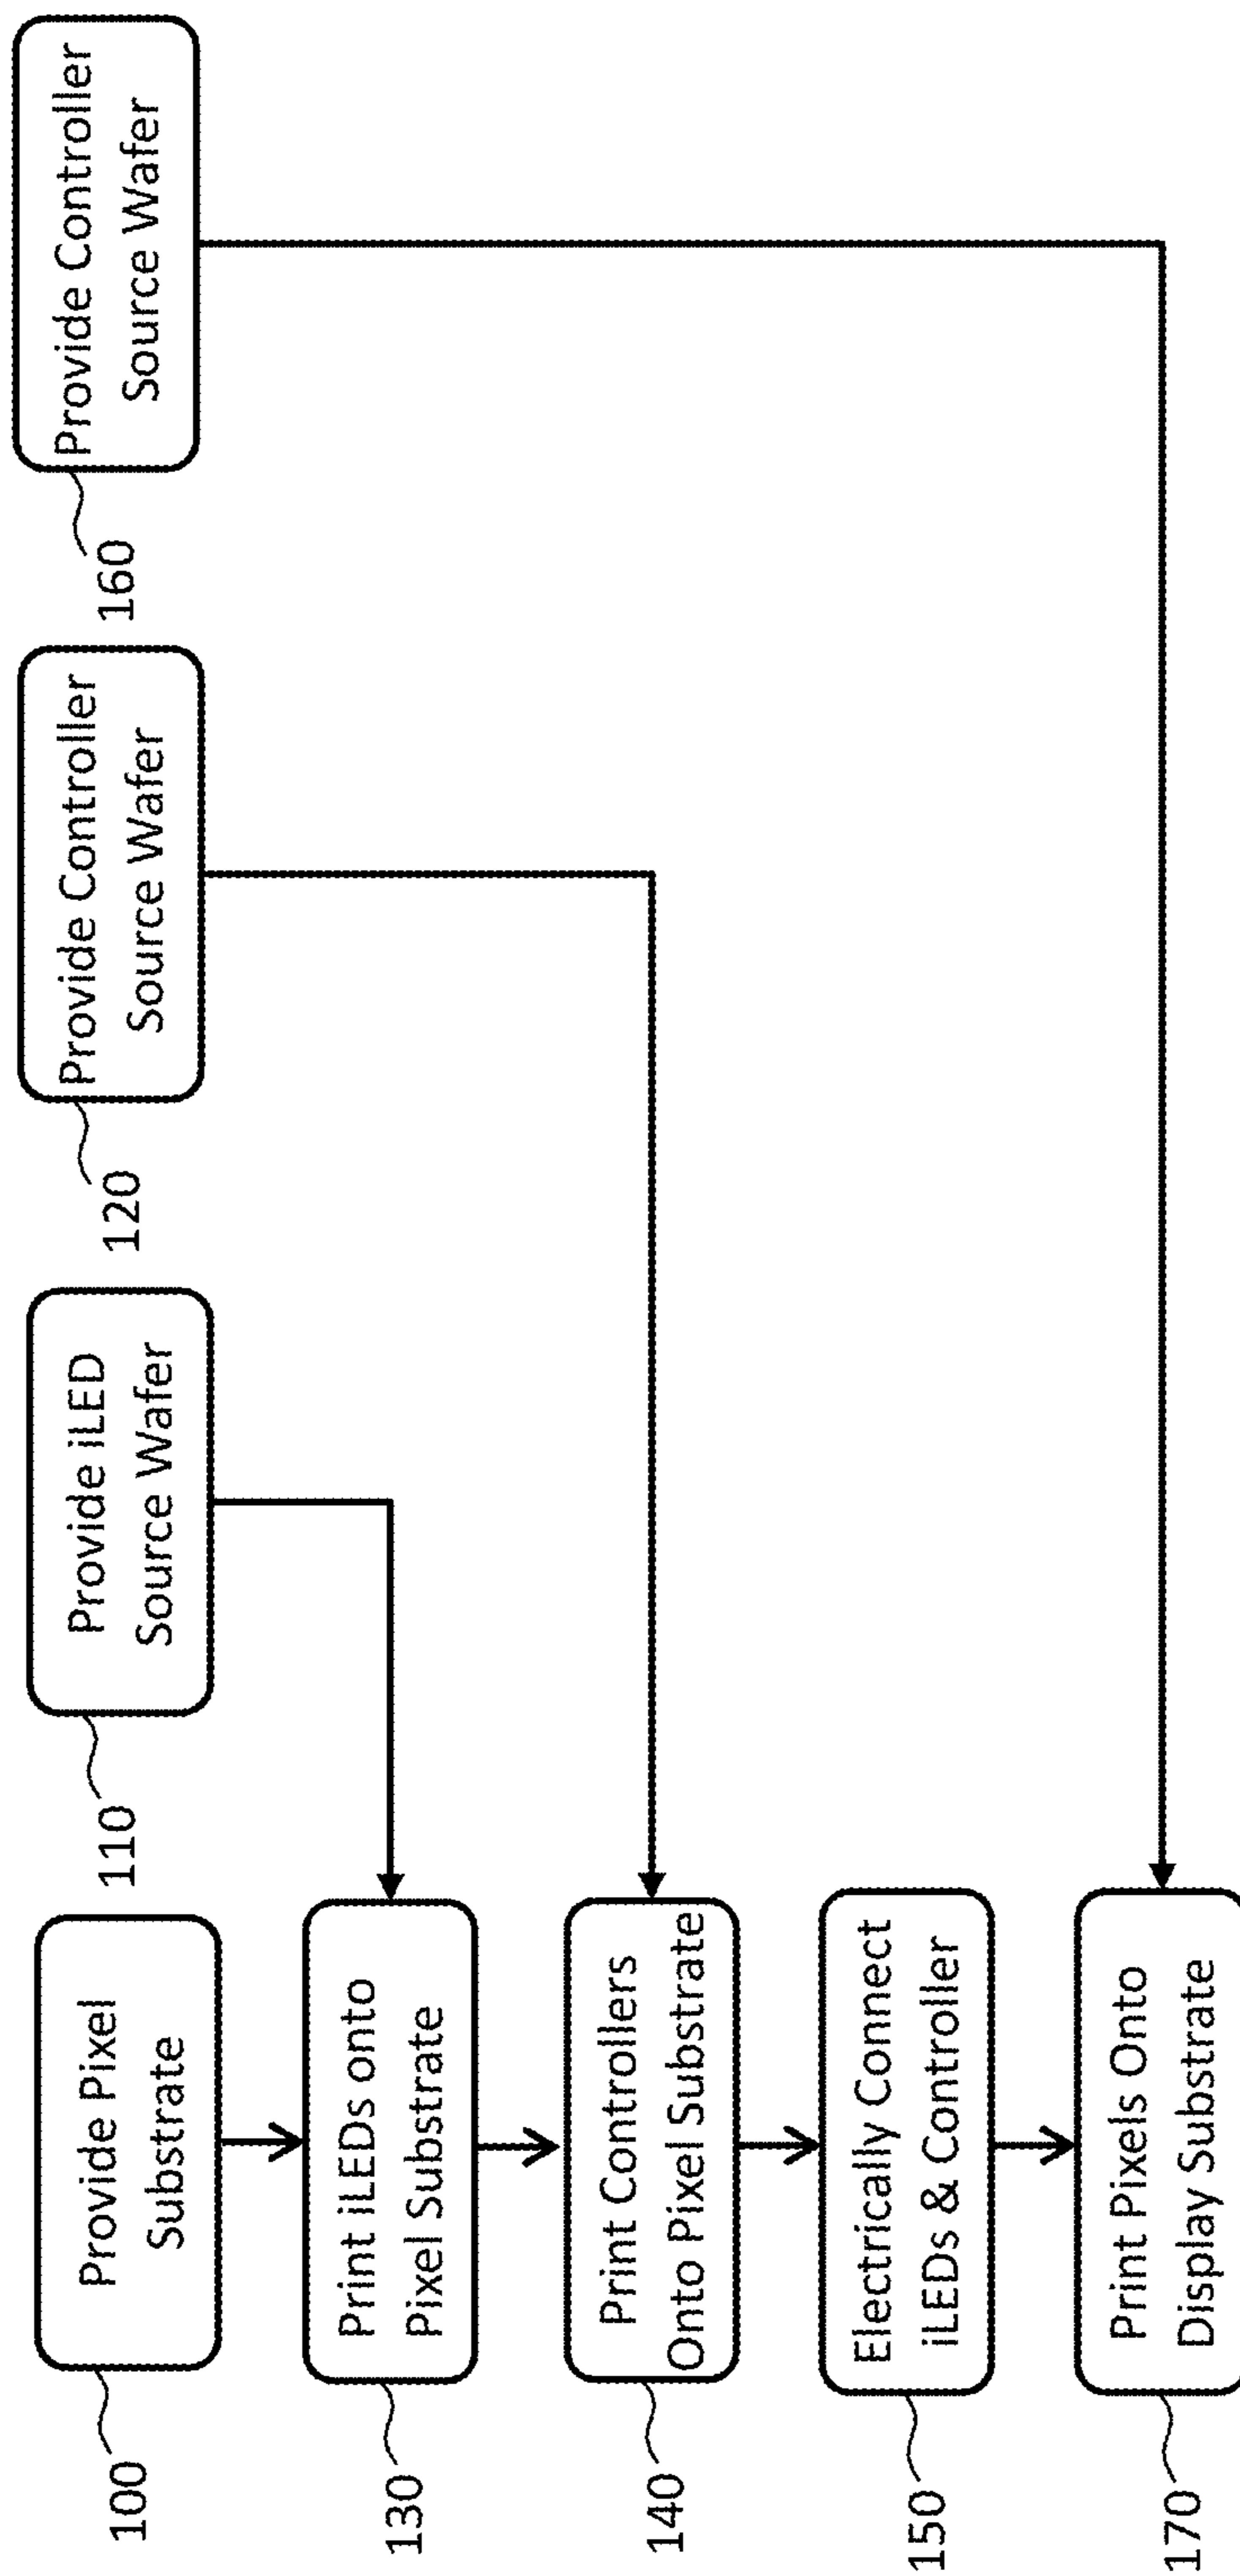 100
Provide Pixel
Substrate
110
Provide iLED
Source Wafer
120
Provide Controller
Source Wafer
160
Provide Controller
Source Wafer
130
Print iLEDs onto
Pixel Substrate
140
Print Controllers
Onto Pixel Substrate
150
Electrically Connect
iLEDs & Controller
170
Print Pixels Onto
Display Substrate